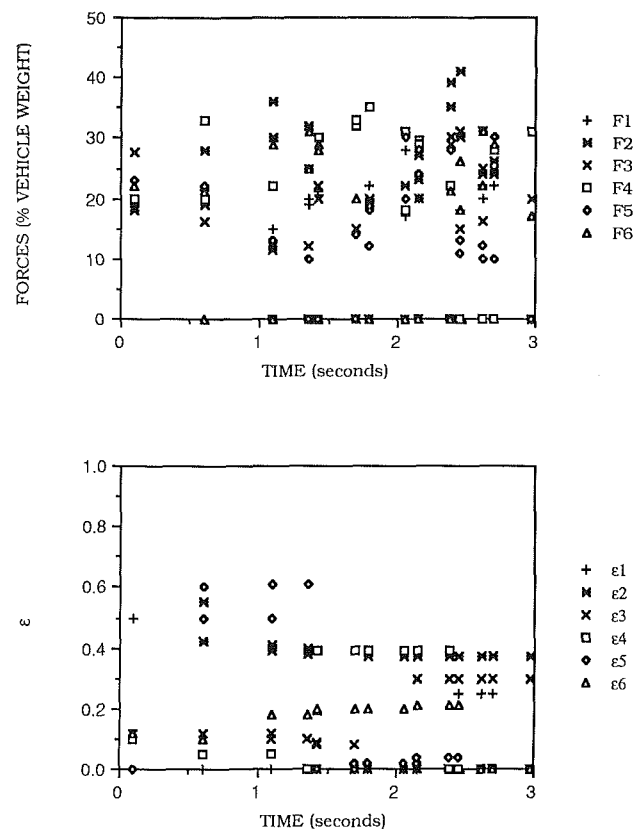 FORCES (% VEHICLE WEIGHT)
50
40
30
20
10
0
0
1
2
3
TIME (seconds)
F1
F2
F3
F4
F5
F6
ε
1.0
0.8
0.6
0.4
0.2
0.0
0
1
2
3
TIME (seconds)
ε1
ε2
ε3
ε4
ε5
ε6